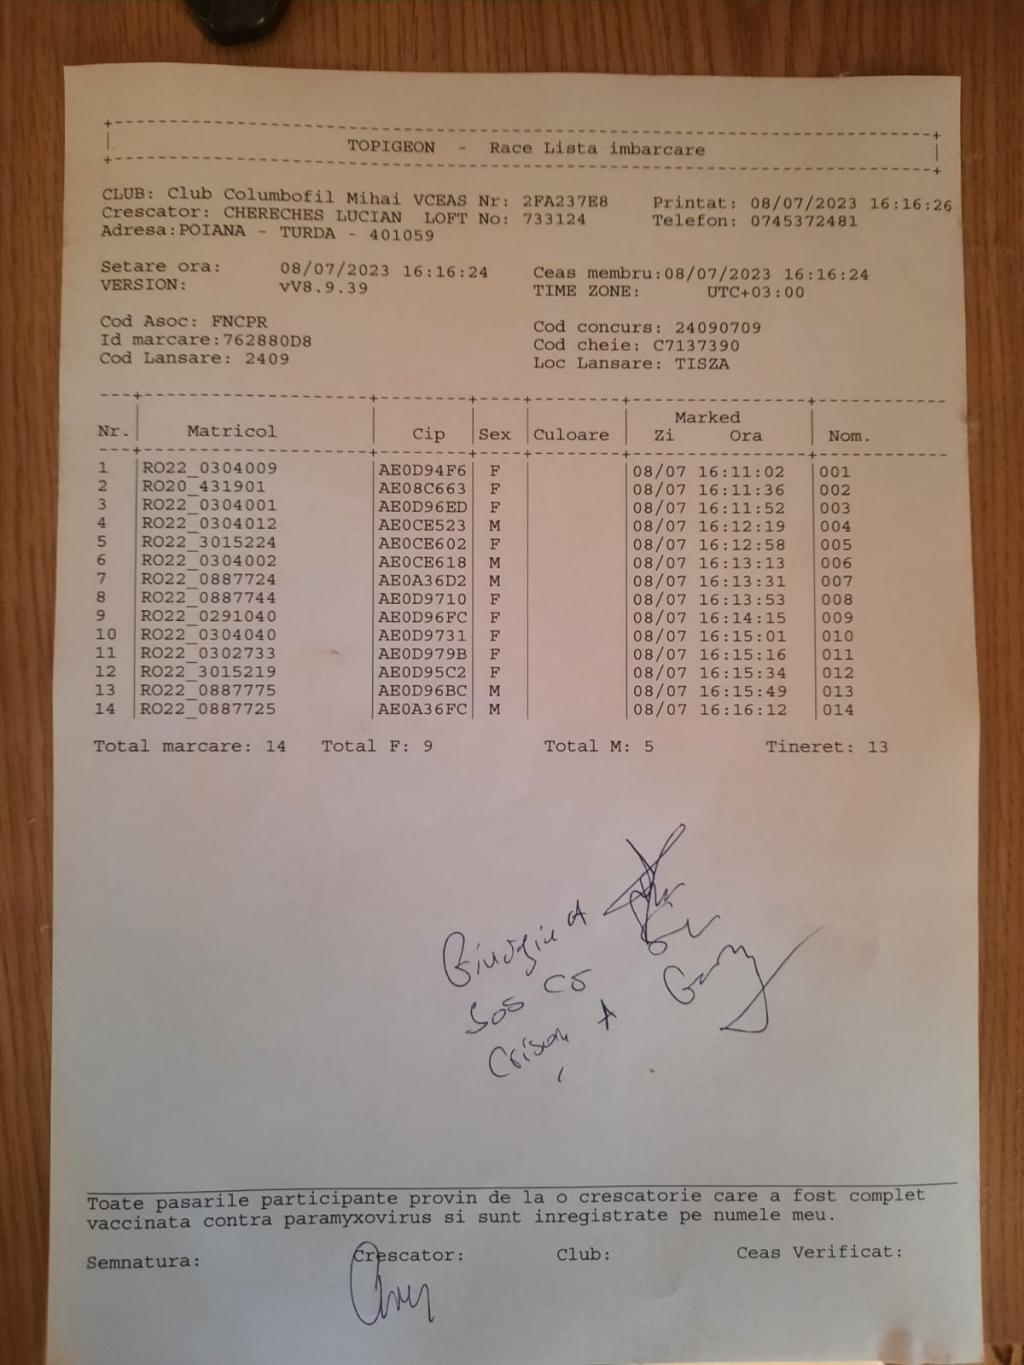 TOPIGEON - Race Lista imbarcare
CLUB: Club Columbofil Mihai VCEAS Nr: 2FA237E8 Printat: 08/07/2023 16:16:26
Crescator: CHERECHES LUCIAN LOFT No: 733124 Telefon: 0745372481
Adresa:POIANA - TURDA - 401059
Setare ora: 08/07/2023 16:16:24 Ceas membru:08/07/2023 16:16:24
VERSION: vV8.9.39 TIME ZONE: UTC+03:00
Cod Asoc: FNCPR Cod concurs: 24090709
Id marcare:762880D8 Cod cheie: C7137390
Cod Lansare: 2409 Loc Lansare: TISZA
Marked
Nr. Matricol Cip Sex Culoare Zi Ora Nom.
1 RO22_0304009 AE0D94F6 F 08/07 16:11:02 001
2 RO20_431901 AE08C663 F 08/07 16:11:36 002
3 RO22_0304001 AE0D96ED F 08/07 16:11:52 003
4 RO22_0304012 AE0CE523 M 08/07 16:12:19 004
5 RO22_3015224 AE0CE602 F 08/07 16:12:58 005
6 RO22_0304002 AE0CE618 M 08/07 16:13:13 006
7 RO22_0887724 AE0A36D2 M 08/07 16:13:31 007
8 RO22_0887744 AE0D9710 F 08/07 16:13:53 008
9 RO22_0291040 AE0D96FC F 08/07 16:14:15 009
10 RO22_0304040 AE0D9731 F 08/07 16:15:01 010
11 RO22_0302733 AE0D979B F 08/07 16:15:16 011
12 RO22_3015219 AE0D95C2 F 08/07 16:15:34 012
13 RO22_0887775 AE0D96BC M 08/07 16:15:49 013
14 RO22_0887725 AE0A36FC M 08/07 16:16:12 014
Total marcare: 14 Total F: 9 Total M: 5 Tineret: 13
A
Crisan A
Toate pasarile participante provin de la o crescatorie care a fost complet
vaccinata contra paramyxovirus si sunt inregistrate pe numele meu.
Semnatura: Crescator: Club: Ceas Verificat: